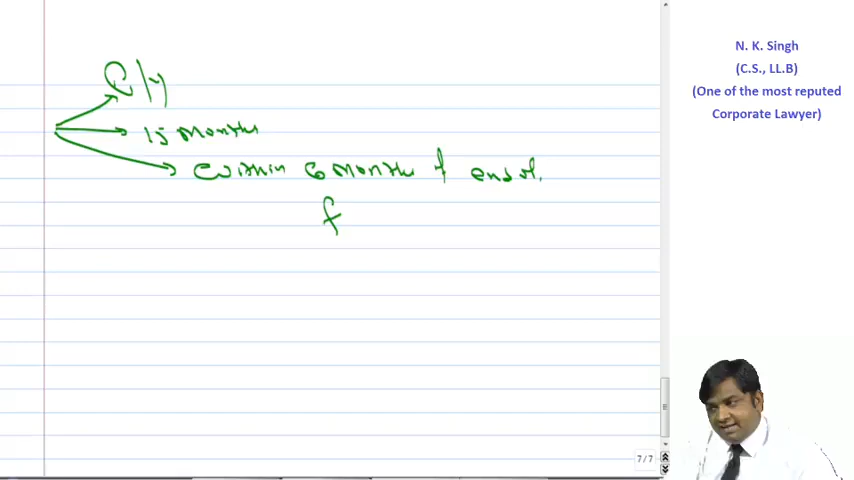 C/Y
15 Months
within 6 Months of end of.
f
N. K. Singh
(C.S., LL.B)
(One of the most reputed
Corporate Lawyer)
7/7